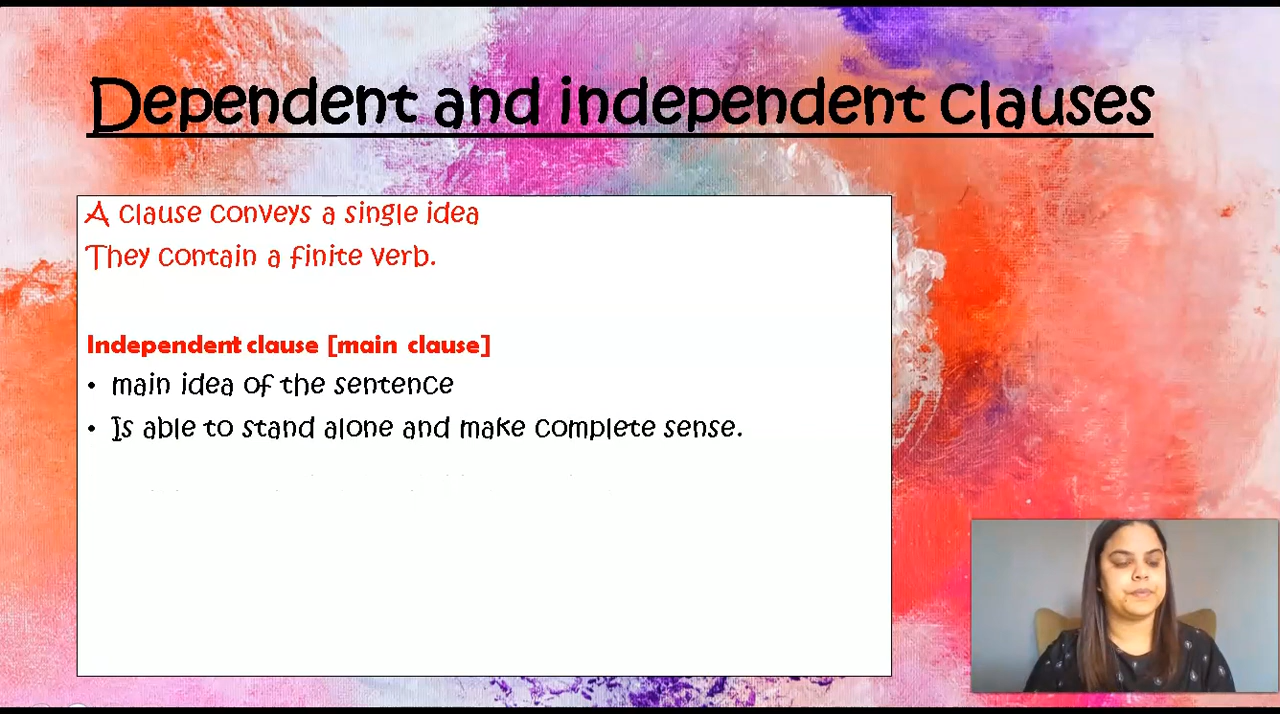 Dependent and independent clauses
A clause conveys a single idea
They contain a finite verb.
Independent clause [main clause]
• main idea of the sentence
• Is able to stand alone and make complete sense.